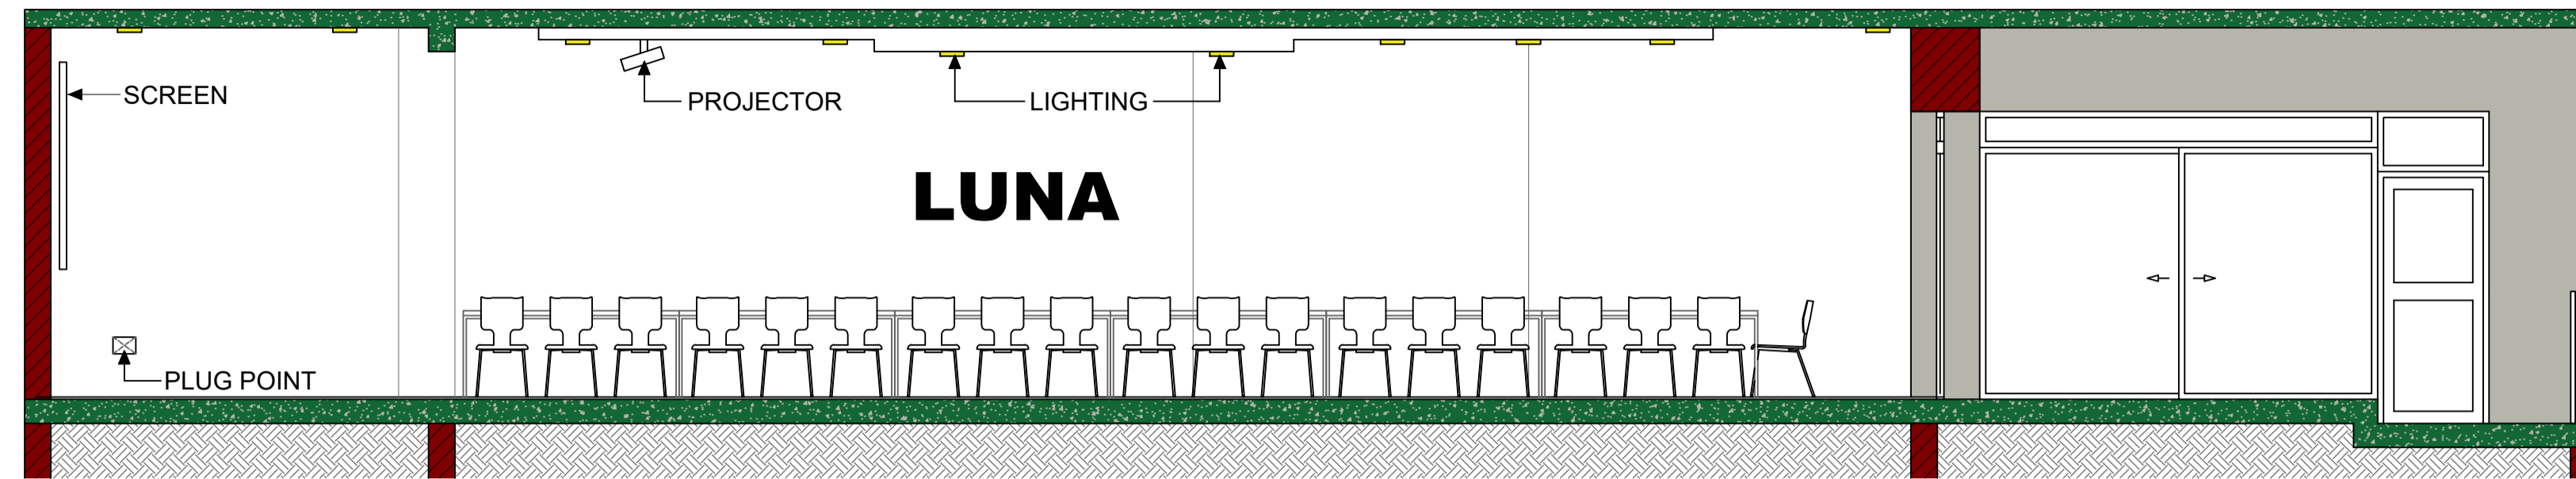 SCREEN
PROJECTOR
LIGHTING
LUNA
PLUG POINT